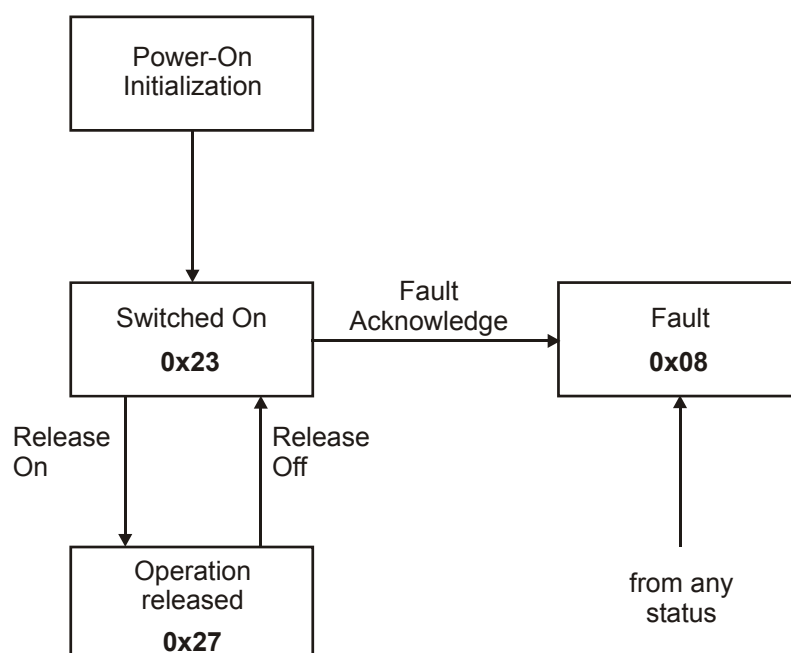 Power-On
Initialization
Switched On
0x23
Fault
Acknowledge
Fault
0x08
Release
On
Release
Off
Operation
released
0x27
from any
status